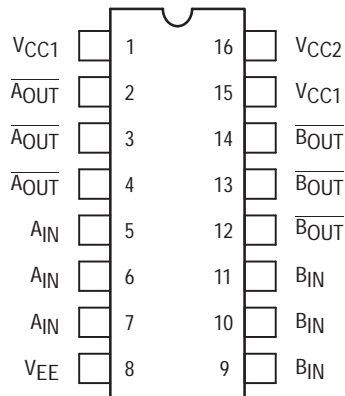 VCC1 1 16 VCC2
AOUT 2 15 VCC1
AOUT 3 14 BOUT
AOUT 4 13 BOUT
AIN 5 12 BOUT
AIN 6 11 BIN
AIN 7 10 BIN
VEE 8 9 BIN